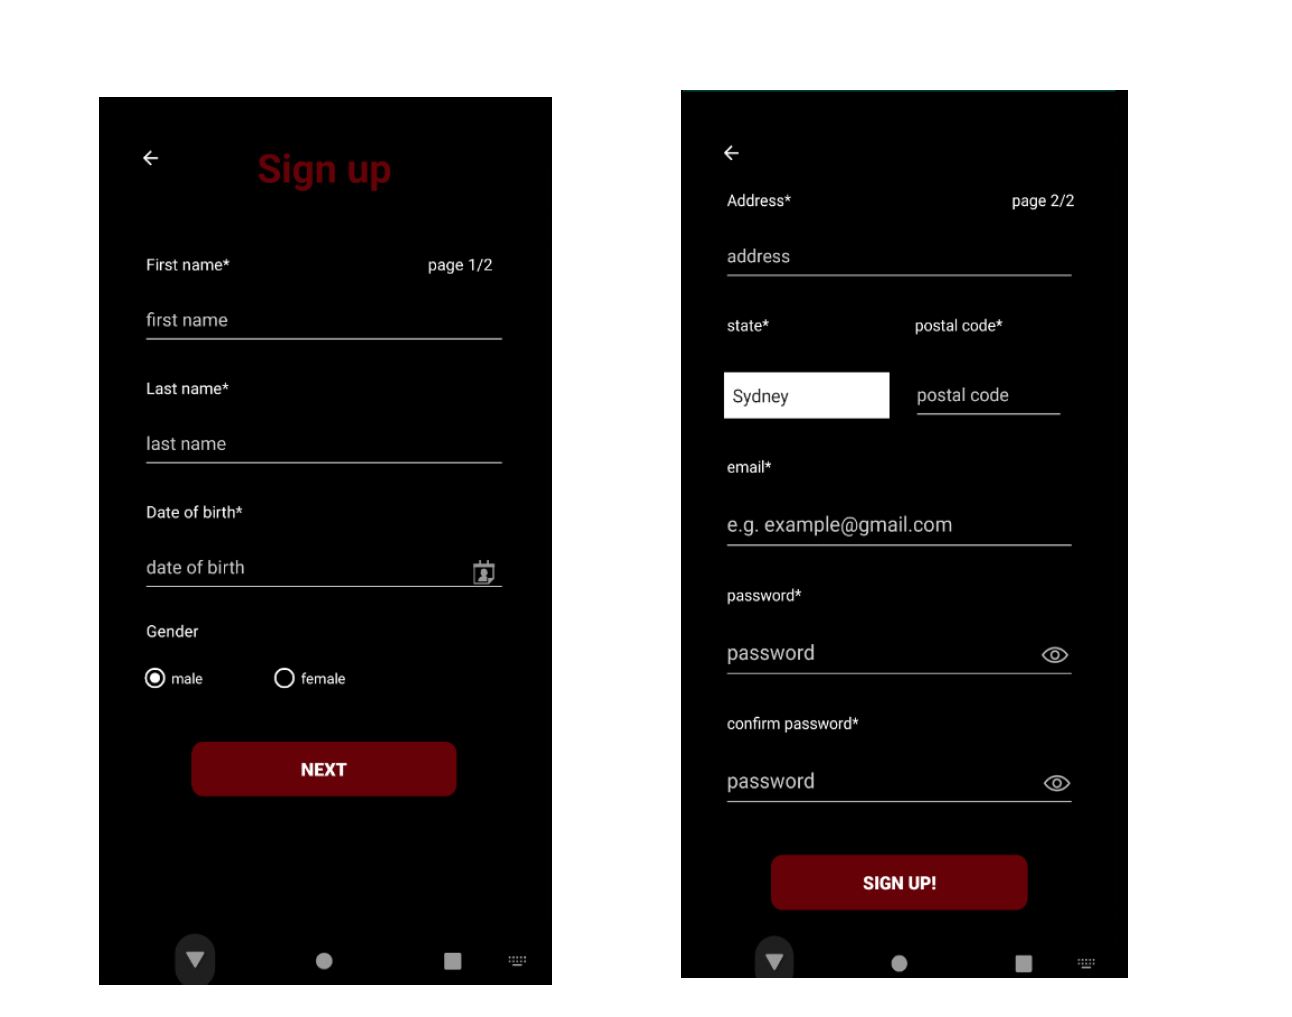 Sign up
First name*
page 1/2
first name
Last name*
last name
Date of birth*
date of birth
Gender
male
female
NEXT
Address*
page 2/2
address
state*
postal code*
Sydney
postal code
email*
e.g. example@gmail.com
password*
password
confirm password*
password
SIGN UP!